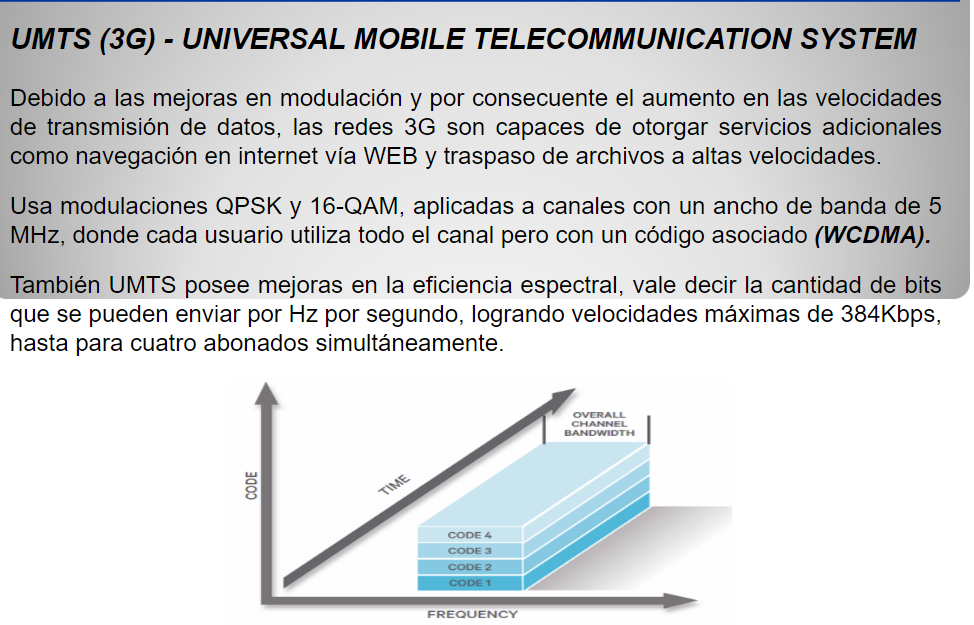 UMTS (3G) - UNIVERSAL MOBILE TELECOMMUNICATION SYSTEM
Debido a las mejoras en modulación y por consecuente el aumento en las velocidades
de transmisión de datos, las redes 3G son capaces de otorgar servicios adicionales
como navegación en internet vía WEB y traspaso de archivos a altas velocidades.
Usa modulaciones QPSK y 16-QAM, aplicadas a canales con un ancho de banda de 5
MHz, donde cada usuario utiliza todo el canal pero con un código asociado (WCDMA).
También UMTS posee mejoras en la eficiencia espectral, vale decir la cantidad de bits
que se pueden enviar por Hz por segundo, logrando velocidades máximas de 384Kbps,
hasta para cuatro abonados simultáneamente.
OVERALL
CHANNEL
BANDWIDTH
CODE
TIME
CODE 4
CODE 3
CODE 2
CODE 1
FREQUENCY